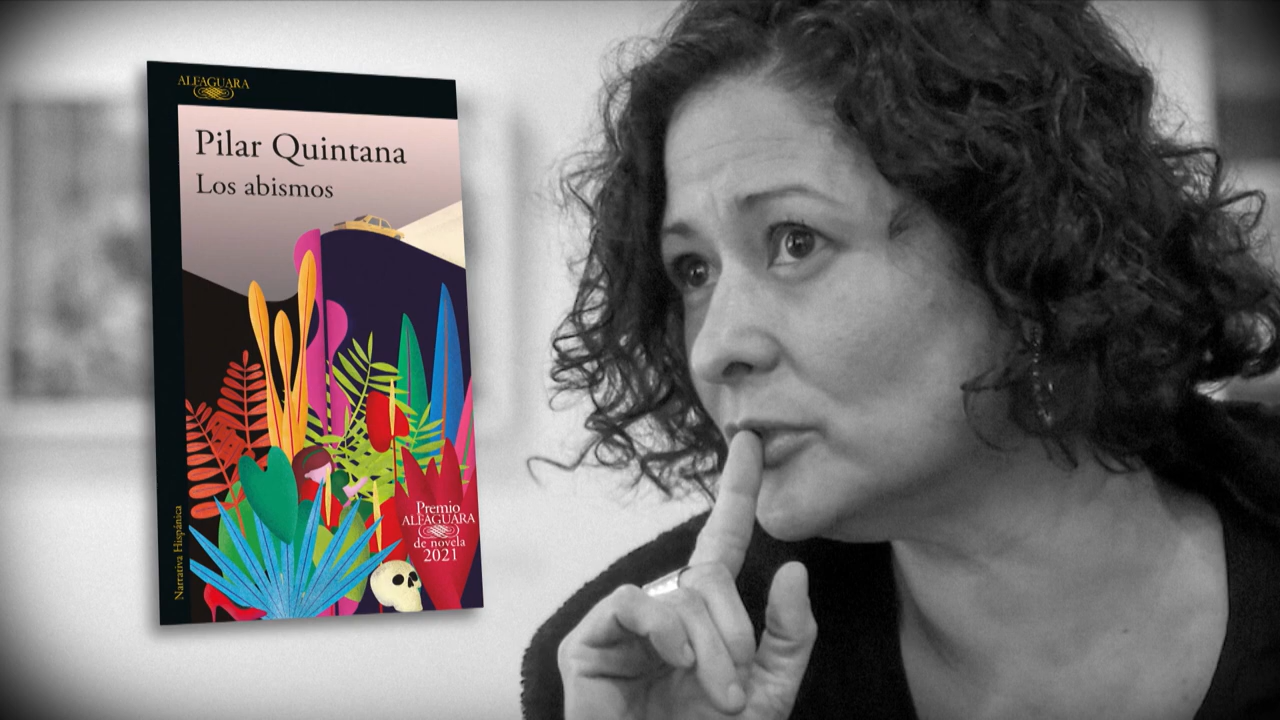 ALFAGUARA
Pilar Quintana
Los abismos
Premio
ALFAGUARA
de novela
2021
Narrativa Hispánica